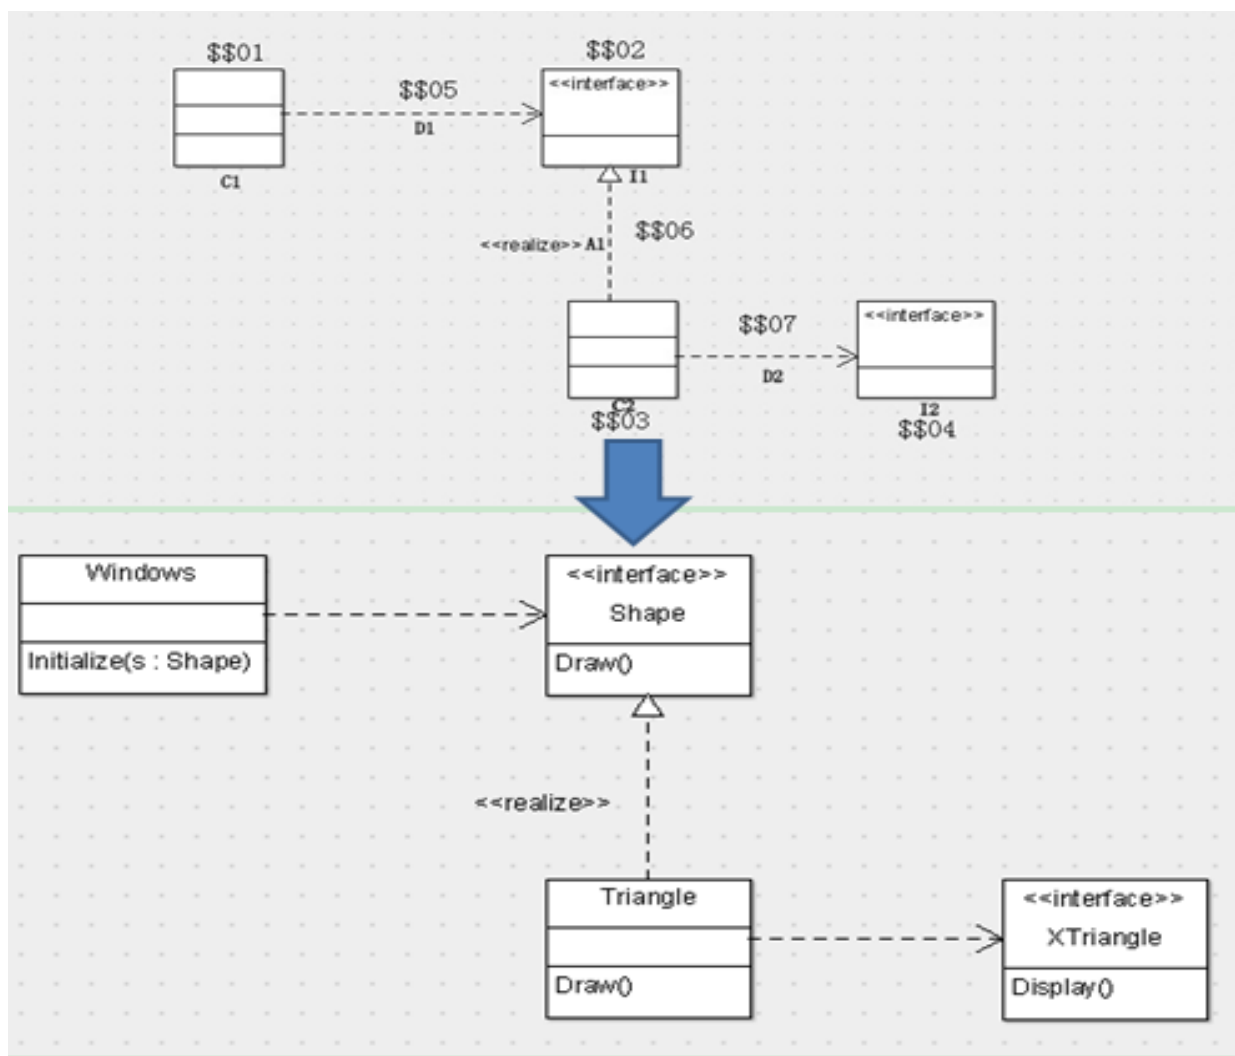 $$01
$$02
<<interface>>
$$05
D1
C1
I1
<<realize>> A1
$$06
<<interface>>
$$07
D2
C2
I2
$$03
$$04
Windows
Initialize(s : Shape)
<<interface>>
Shape
Draw()
<<realize>>
Triangle
Draw()
<<interface>>
XTriangle
Display()